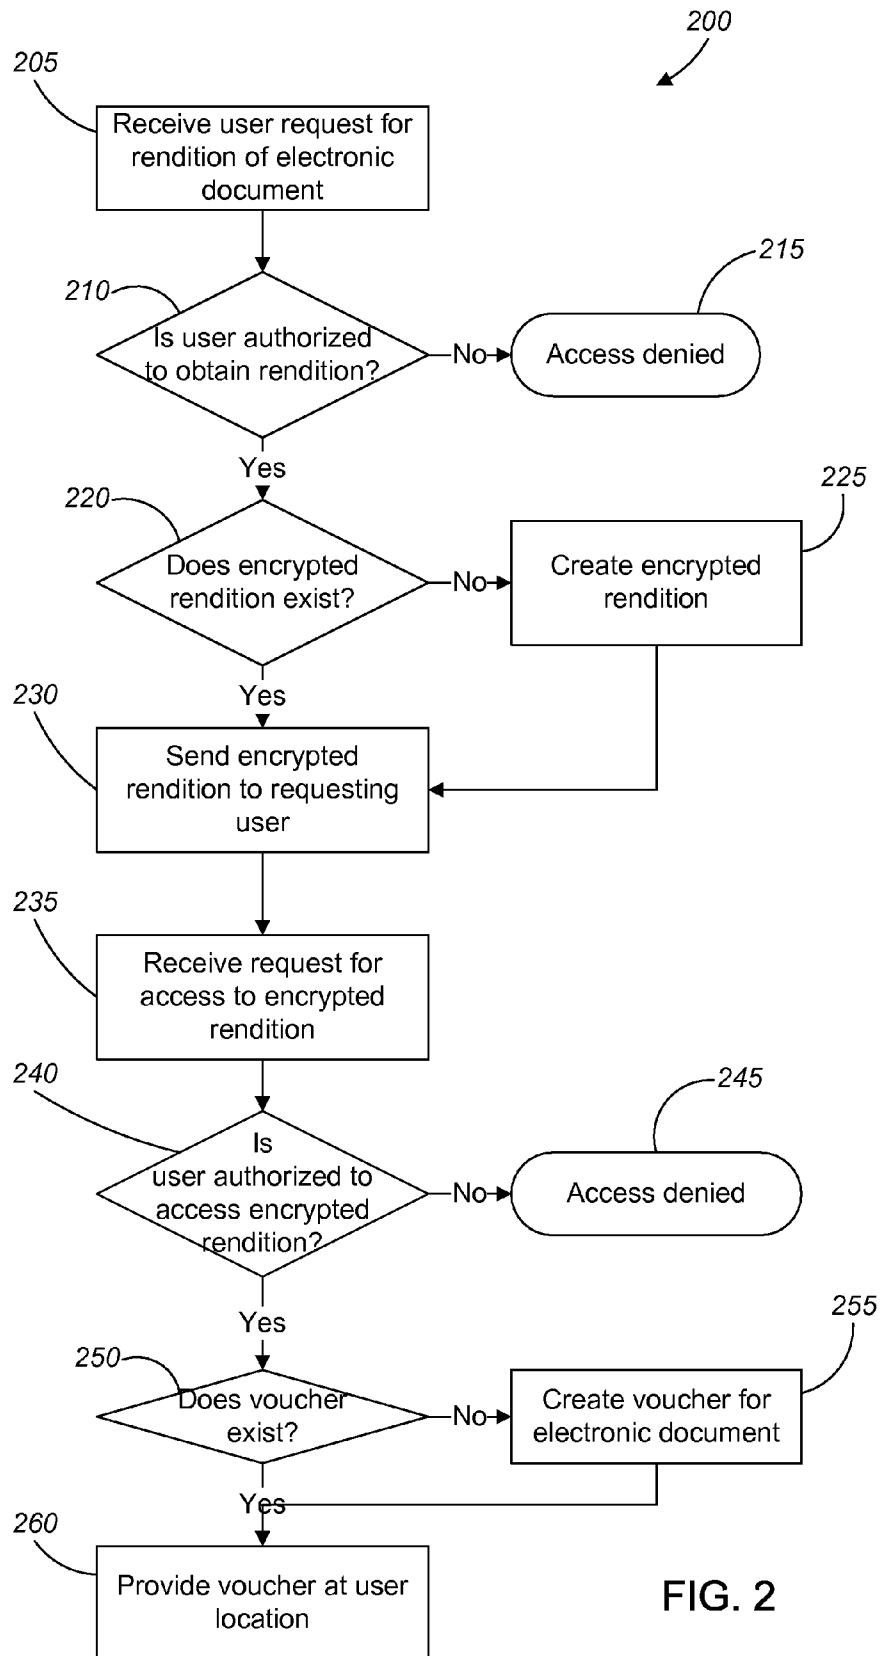 200
205
Receive user request for
rendition of electronic
document
210
215
Is user authorized
to obtain rendition?
No
Access denied
Yes
220
225
Does encrypted
rendition exist?
No
Create encrypted
rendition
Yes
230
Send encrypted
rendition to requesting
user
235
Receive request for
access to encrypted
rendition
240
245
Is
user authorized to
access encrypted
rendition?
No
Access denied
Yes
250
255
Does voucher
exist?
No
Create voucher for
electronic document
Yes
260
Provide voucher at user
location
FIG. 2